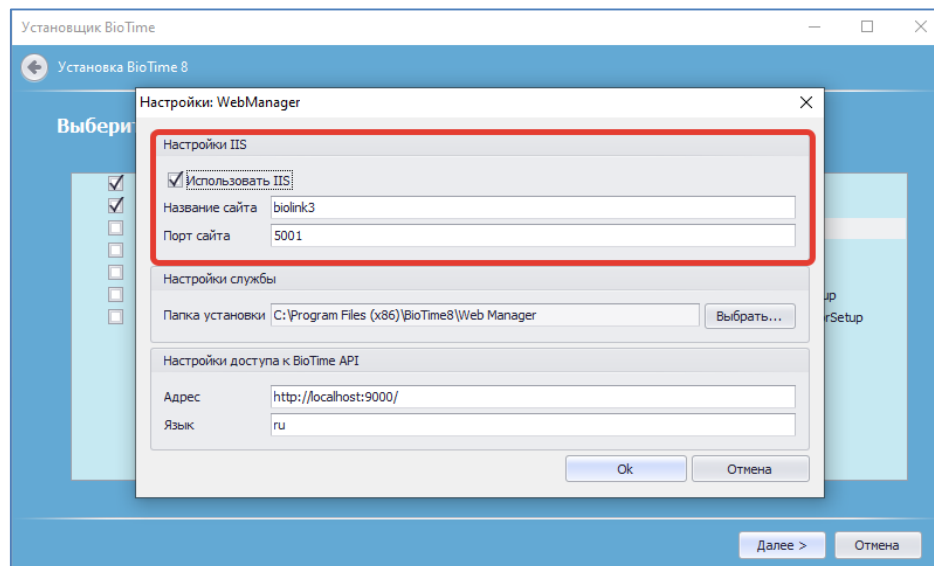 Установщик BioTime
Установка BioTime 8
Выбери
Настройки: WebManager
Настройки IIS
Использовать IIS
Название сайта biolink3
Порт сайта 5001
Настройки службы
Папка установки C:\Program Files (x86)\BioTime8\Web Manager Выбрать...
up
rSetup
Настройки доступа к BioTime API
Адрес http://localhost:9000/
Язык ru
Ok Отмена
Далее > Отмена